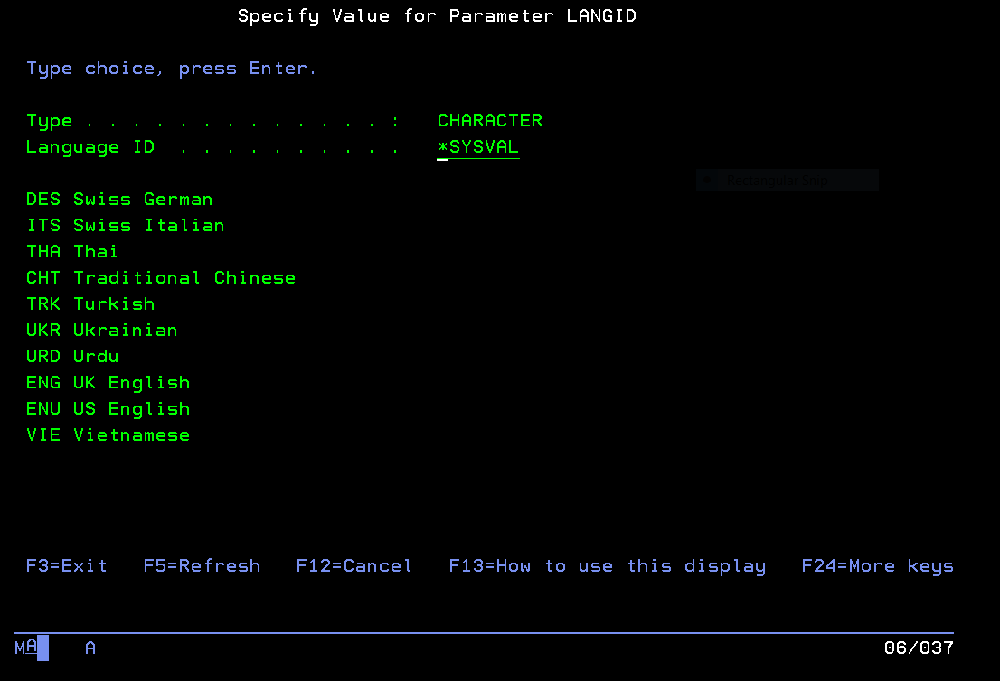 Specify Value for Parameter LANGID
Type choice, press Enter.
Type . . . . . . . . . . . . . . :   CHARACTER
Language ID  . . . . . . . . . .   *SYSVAL
Rectangular Snip
DES Swiss German
ITS Swiss Italian
THA Thai
CHT Traditional Chinese
TRK Turkish
UKR Ukrainian
URD Urdu
ENG UK English
ENU US English
VIE Vietnamese
F3=Exit   F5=Refresh   F12=Cancel   F13=How to use this display   F24=More keys
MA    A    06/037